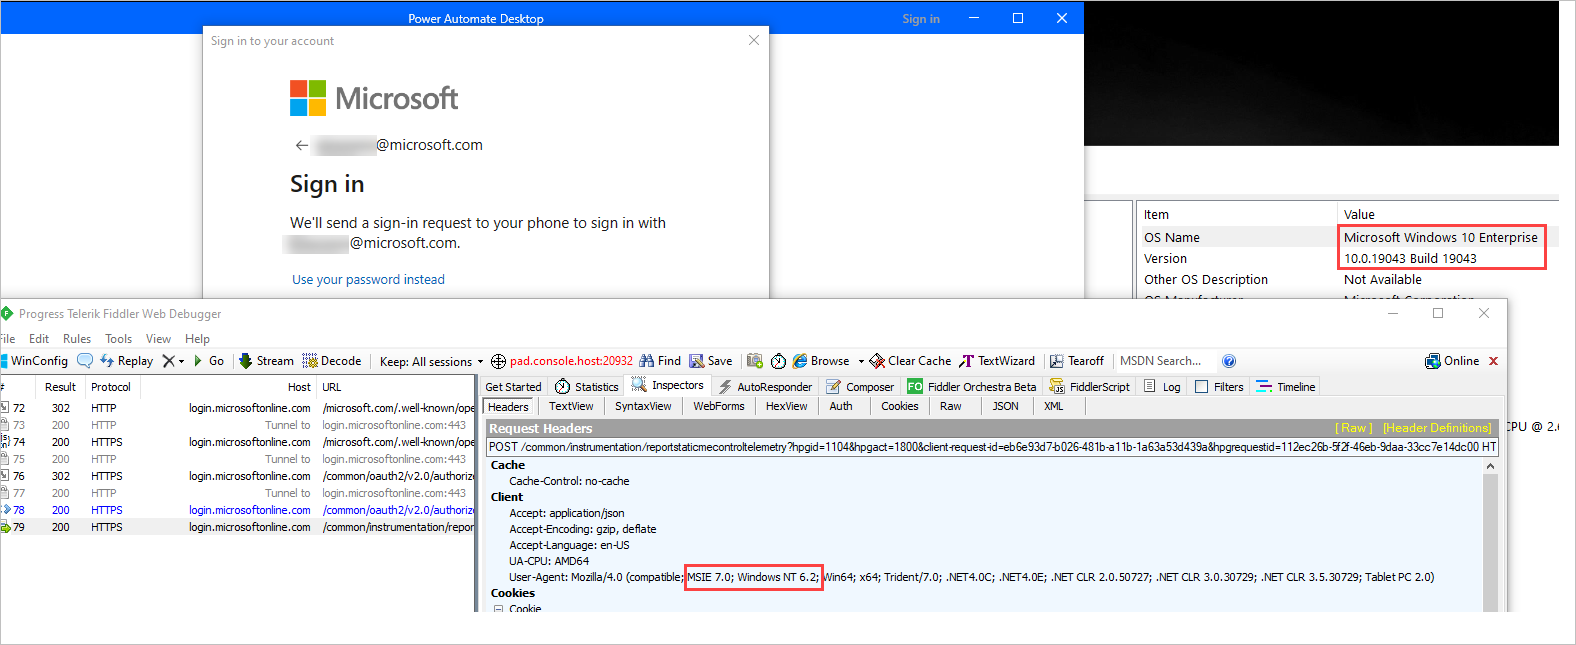 Power Automate Desktop
Sign in
Sign in to your account
Microsoft
@microsoft.com
Sign in
We'll send a sign-in request to your phone to sign in with
@microsoft.com.
Use your password instead
Item Value
OS Name Microsoft Windows 10 Enterprise
Version 10.0.19043 Build 19043
Other OS Description Not Available
Progress Telerik Fiddler Web Debugger
File Edit Rules Tools View Help
WinConfig Replay Go Stream Decode Keep: All sessions pad.console.host:20932 Find Save Browse Clear Cache TextWizard Tearoff MSDN Search... Online
# Result Protocol Host URL
72 302 HTTP login.microsoftonline.com /microsoft.com/.well-known/ope
73 200 HTTP Tunnel to login.microsoftonline.com:443
74 200 HTTPS login.microsoftonline.com /microsoft.com/.well-known/ope
75 200 HTTP Tunnel to login.microsoftonline.com:443
76 302 HTTPS login.microsoftonline.com /common/oauth2/v2.0/authorize
77 200 HTTP Tunnel to login.microsoftonline.com:443
78 200 HTTPS login.microsoftonline.com /common/oauth2/v2.0/authorize
79 200 HTTPS login.microsoftonline.com /common/instrumentation/repor
Get Started Statistics Inspectors AutoResponder Composer FO Fiddler Orchestra Beta FiddlerScript Log Filters Timeline
Headers TextView SyntaxView WebForms HexView Auth Cookies Raw JSON XML
Request Headers [ Raw ] [Header Definitions]
POST /common/instrumentation/reportstaticmecontroltelemetry?hpgid=1104&hpgact=1800&client-request-id=eb6e93d7-b026-481b-a11b-1a63a53d439a&hpgrequestid=112ec26b-5f2f-46eb-9daa-33cc7e14dc00 HT
Cache
Cache-Control: no-cache
Client
Accept: application/json
Accept-Encoding: gzip, deflate
Accept-Language: en-US
UA-CPU: AMD64
User-Agent: Mozilla/4.0 (compatible; MSIE 7.0; Windows NT 6.2; Win64; x64; Trident/7.0; .NET4.0C; .NET4.0E; .NET CLR 2.0.50727; .NET CLR 3.0.30729; .NET CLR 3.5.30729; Tablet PC 2.0)
Cookies
Cookie
CPU @ 2.6